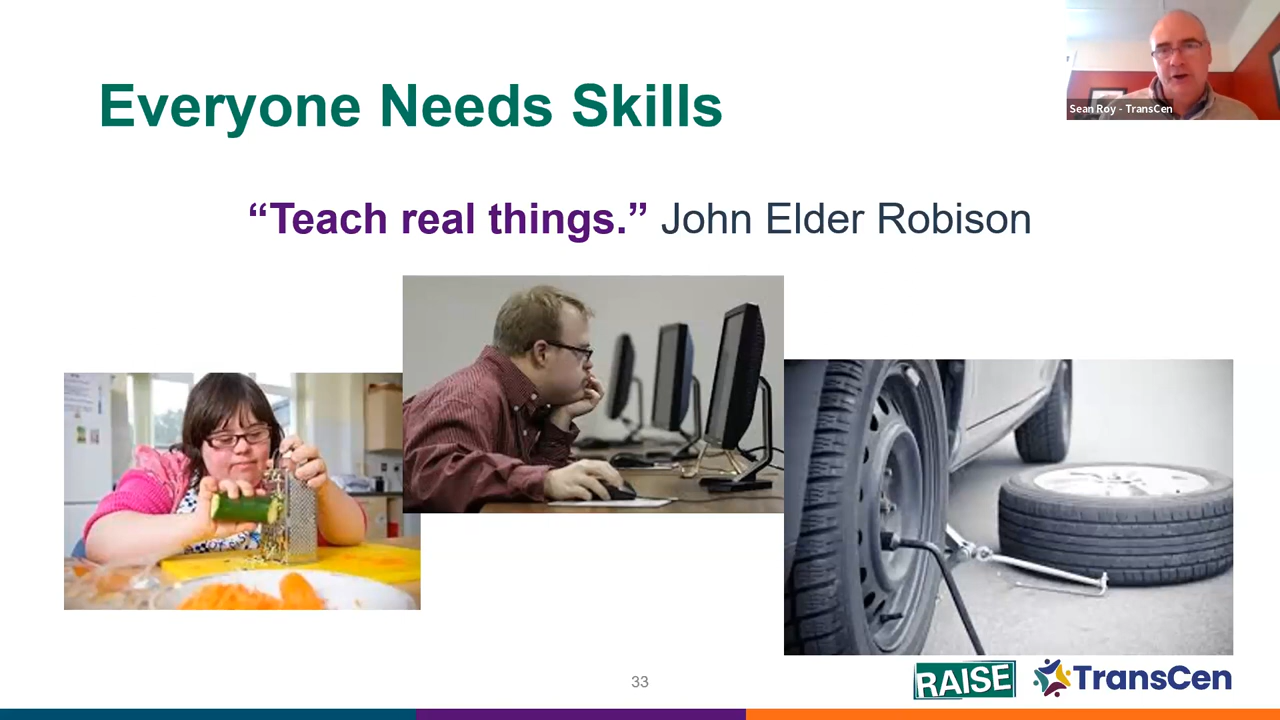 Sean Roy - TransCen
Everyone Needs Skills
“Teach real things.” John Elder Robison
33
RAISE
TransCen